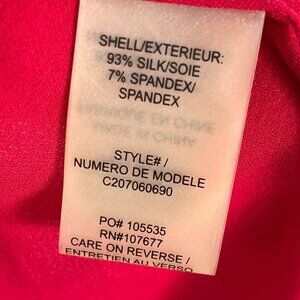 SHELL/EXTERIEUR:
93% SILK/SOIE
7% SPANDEX/
SPANDEX
STYLE# /
NUMERO DE MODELE
C207060690
PO# 105535
RN#107677
CARE ON REVERSE /
ENTRETIEN AU VERSO